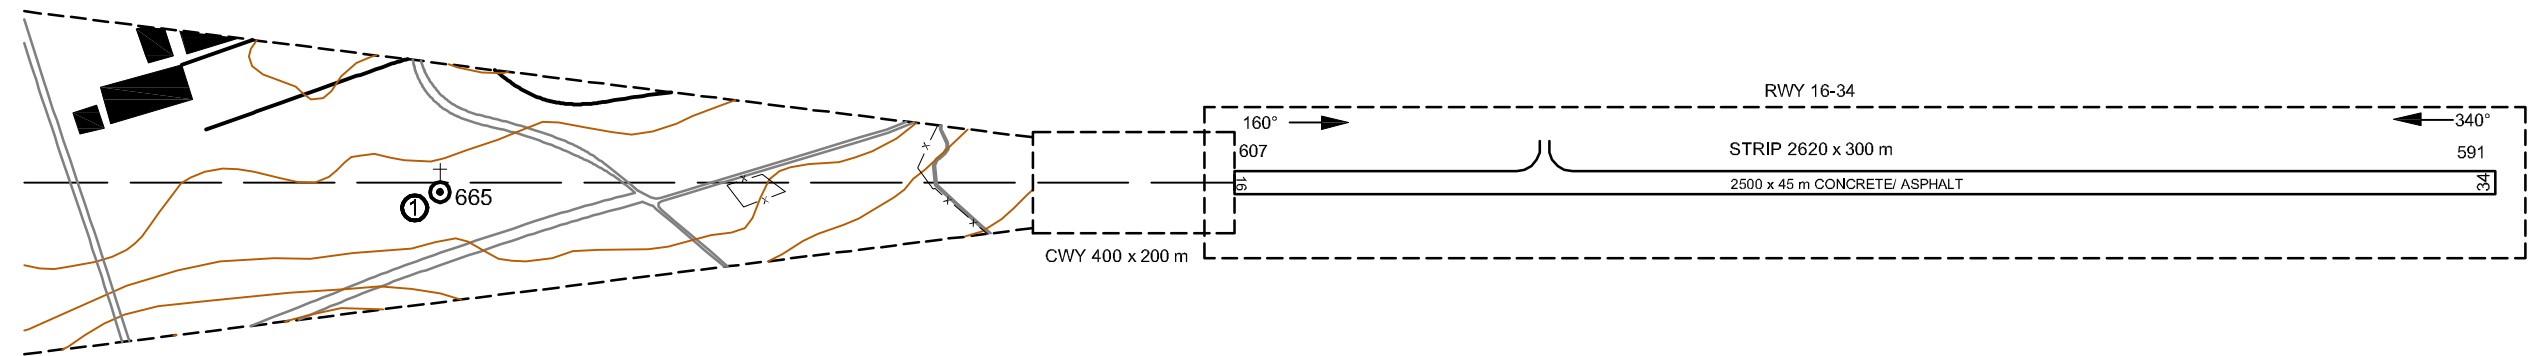 RWY 16-34
160°
340°
607
STRIP 2620 x 300 m
591
16
2500 x 45 m CONCRETE/ ASPHALT
34
1
665
CWY 400 x 200 m
x
x
x
x
x